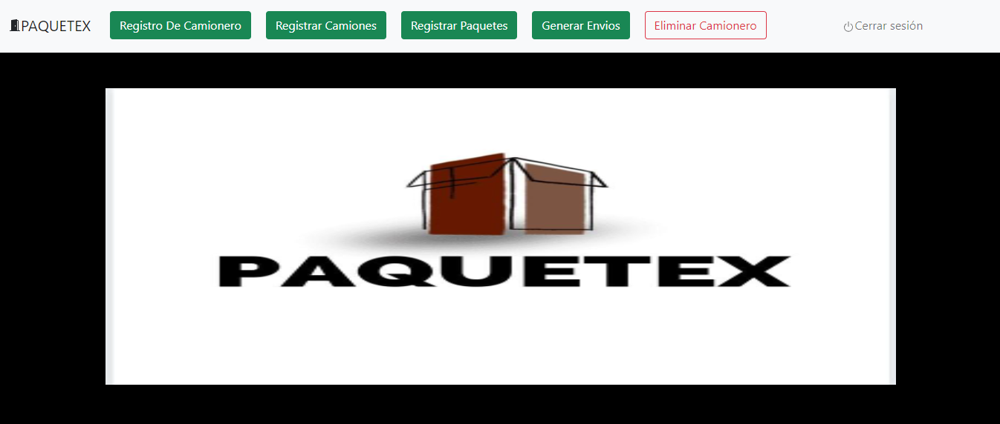 PAQUETEX Registro De Camionero Registrar Camiones Registrar Paquetes Generar Envios Eliminar Camionero Cerrar sesión
PAQUETEX